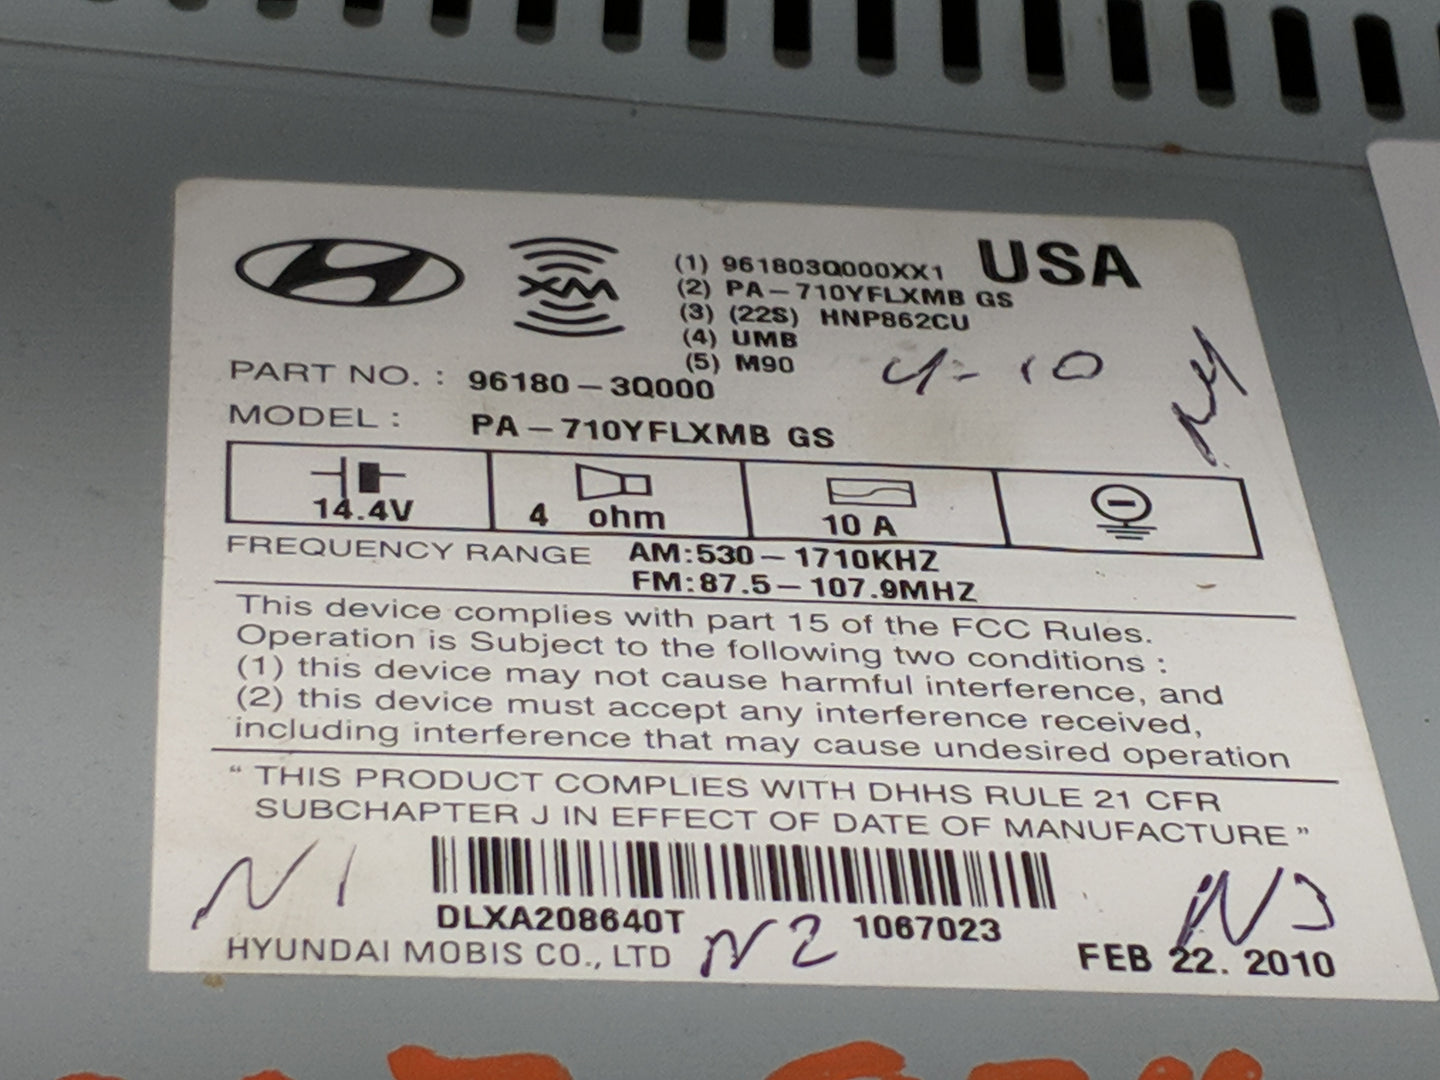 XM
(1) 961803Q000XX1
USA
(2) PA-710YFLXMB GS
(3) (22S) HNP862CU
(4) UMB
(5) M90
4-10
N4
PART NO. : 96180-3Q000
MODEL : PA-710YFLXMB GS
14.4V
4 ohm
10 A
FREQUENCY RANGE AM:530-1710KHZ
FM:87.5-107.9MHZ
This device complies with part 15 of the FCC Rules.
Operation is Subject to the following two conditions :
(1) this device may not cause harmful interference, and
(2) this device must accept any interference received,
including interference that may cause undesired operation
“ THIS PRODUCT COMPLIES WITH DHHS RULE 21 CFR
SUBCHAPTER J IN EFFECT OF DATE OF MANUFACTURE ”
N1
N3
DLXA208640T
N2
1067023
HYUNDAI MOBIS CO., LTD
FEB 22. 2010